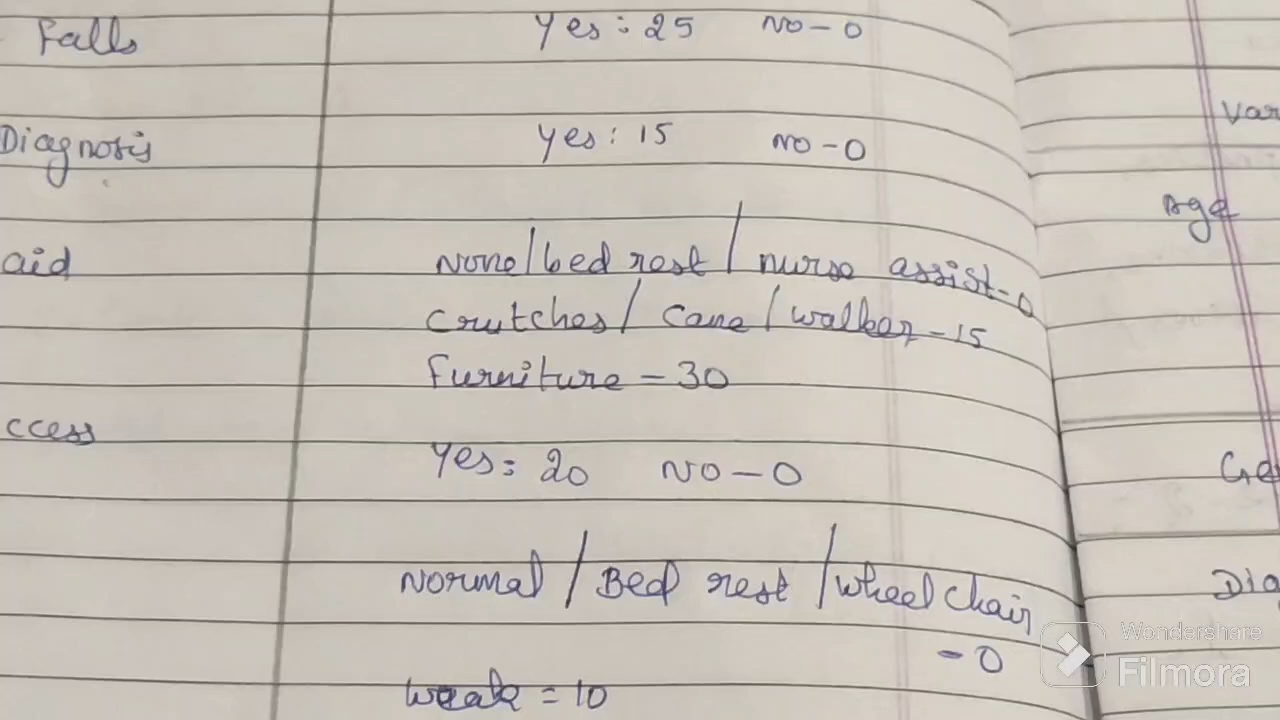 Falls Yes: 25 No - 0
Diagnosis Yes: 15 No - 0
aid None/bed rest/nurse assist - 0
Crutches/Cane/walker - 15
Furniture - 30
ccess
Yes: 20 No - 0
Normal/Bed rest/wheel chair
- 0
weak = 10
Var
Age
Ge
Dia
Wondershare
Filmora